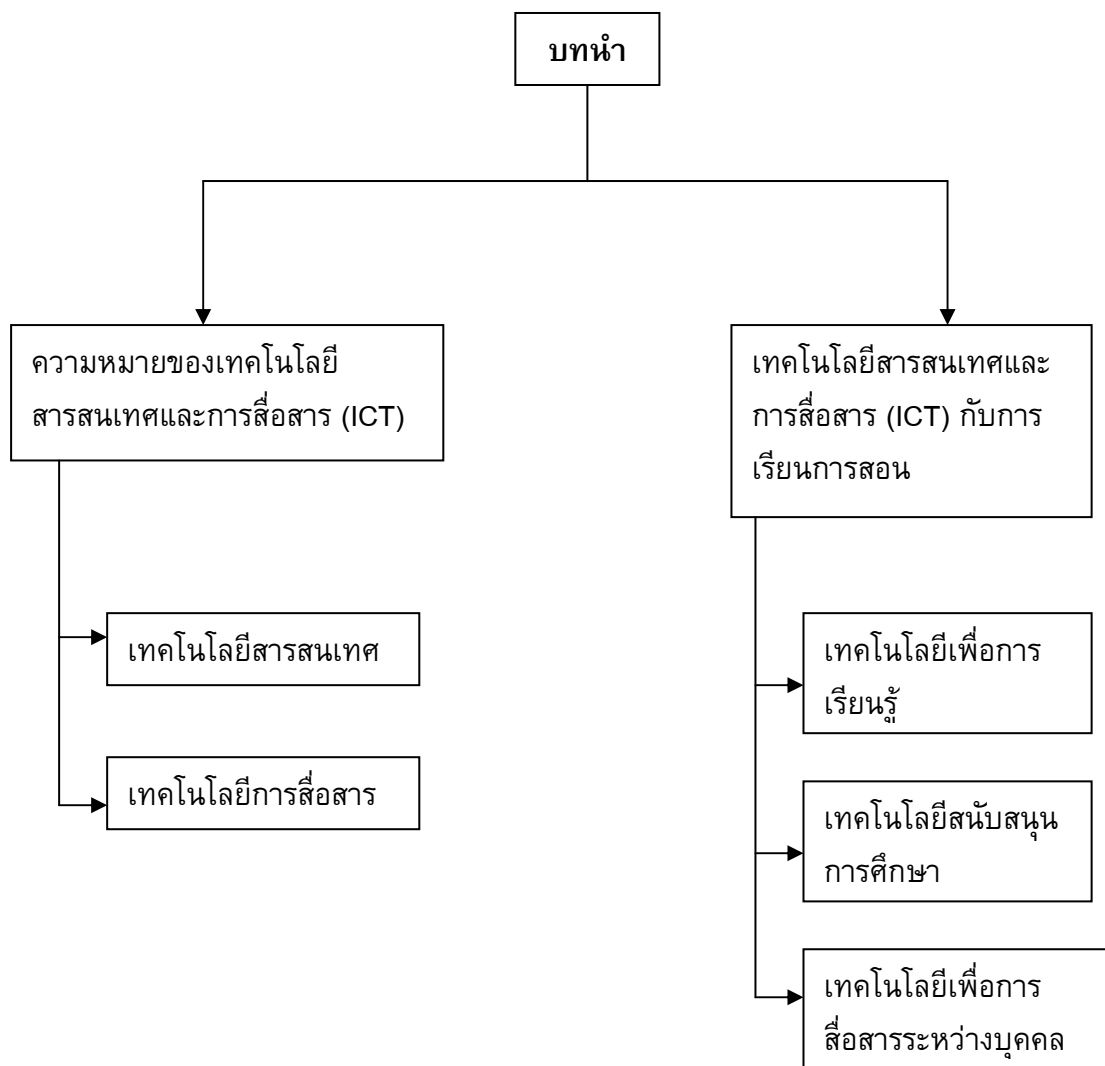 บทนำ
ความหมายของเทคโนโลยี
สารสนเทศและการสื่อสาร (ICT)
เทคโนโลยีสารสนเทศ
เทคโนโลยีการสื่อสาร
เทคโนโลยีสารสนเทศและ
การสื่อสาร (ICT) กับการ
เรียนการสอน
เทคโนโลยีเพื่อการ
เรียนรู้
เทคโนโลยีสนับสนุน
การศึกษา
เทคโนโลยีเพื่อการ
สื่อสารระหว่างบุคคล